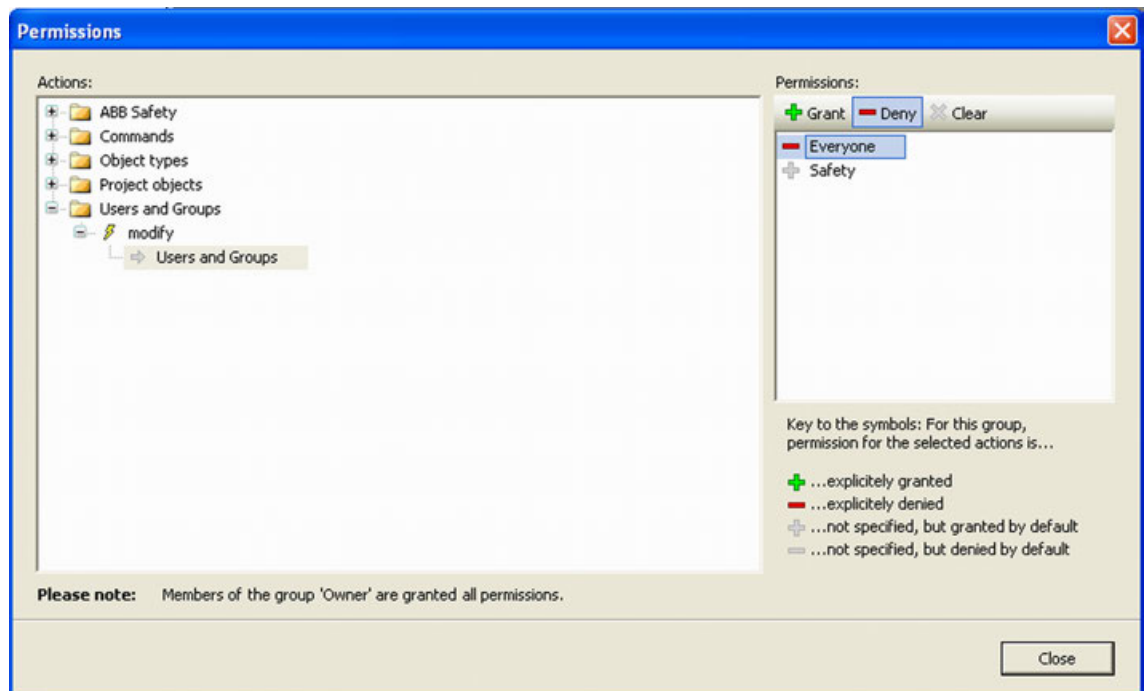 Permissions
Actions:
ABB Safety
Commands
Object types
Project objects
Users and Groups
modify
Users and Groups
Permissions:
Grant Deny Clear
Everyone
Safety
Key to the symbols: For this group,
permission for the selected actions is...
...explicitely granted
...explicitely denied
...not specified, but granted by default
...not specified, but denied by default
Please note: Members of the group 'Owner' are granted all permissions.
Close